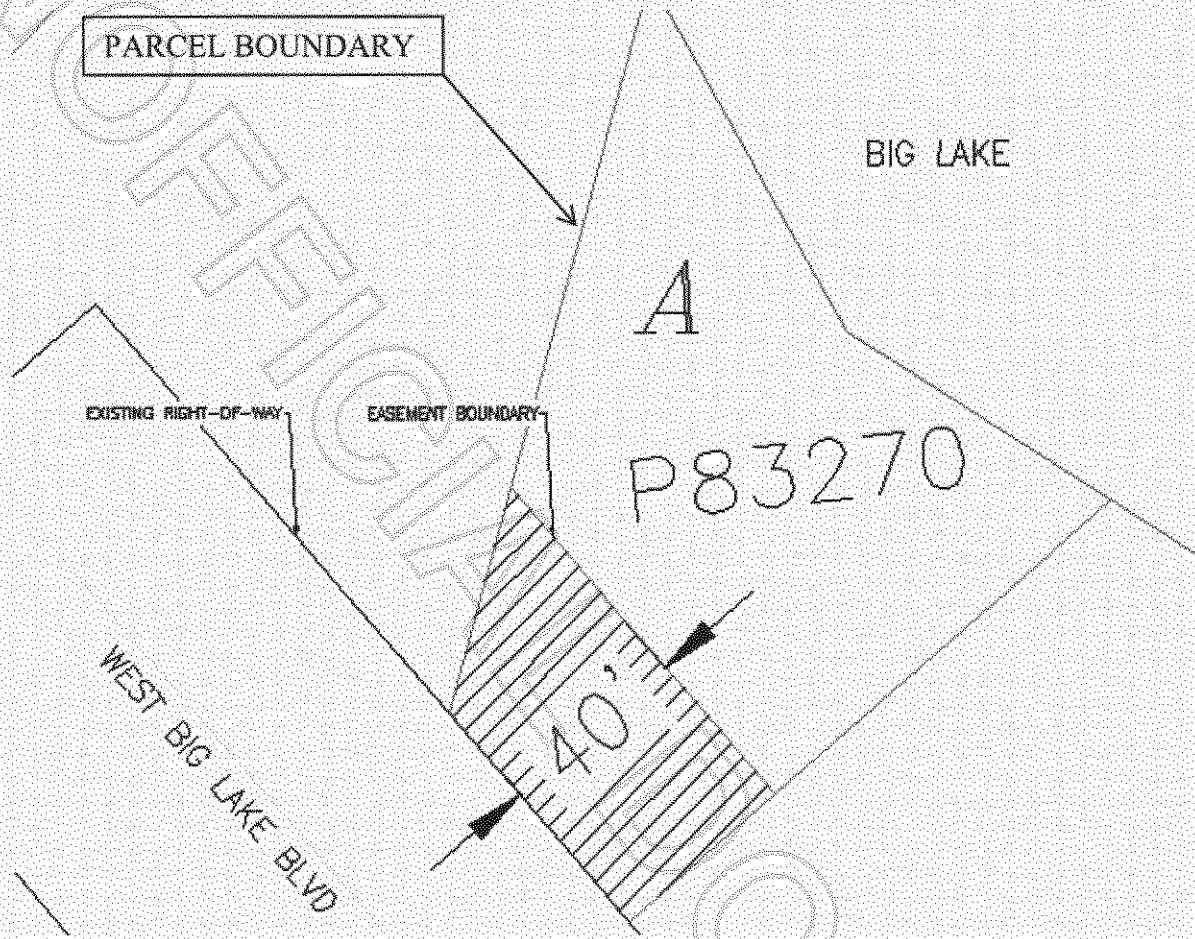 PARCEL BOUNDARY
BIG LAKE
A
EXISTING RIGHT-OF-WAY
EASEMENT BOUNDARY
P83270
40'
WEST BIG LAKE BLVD